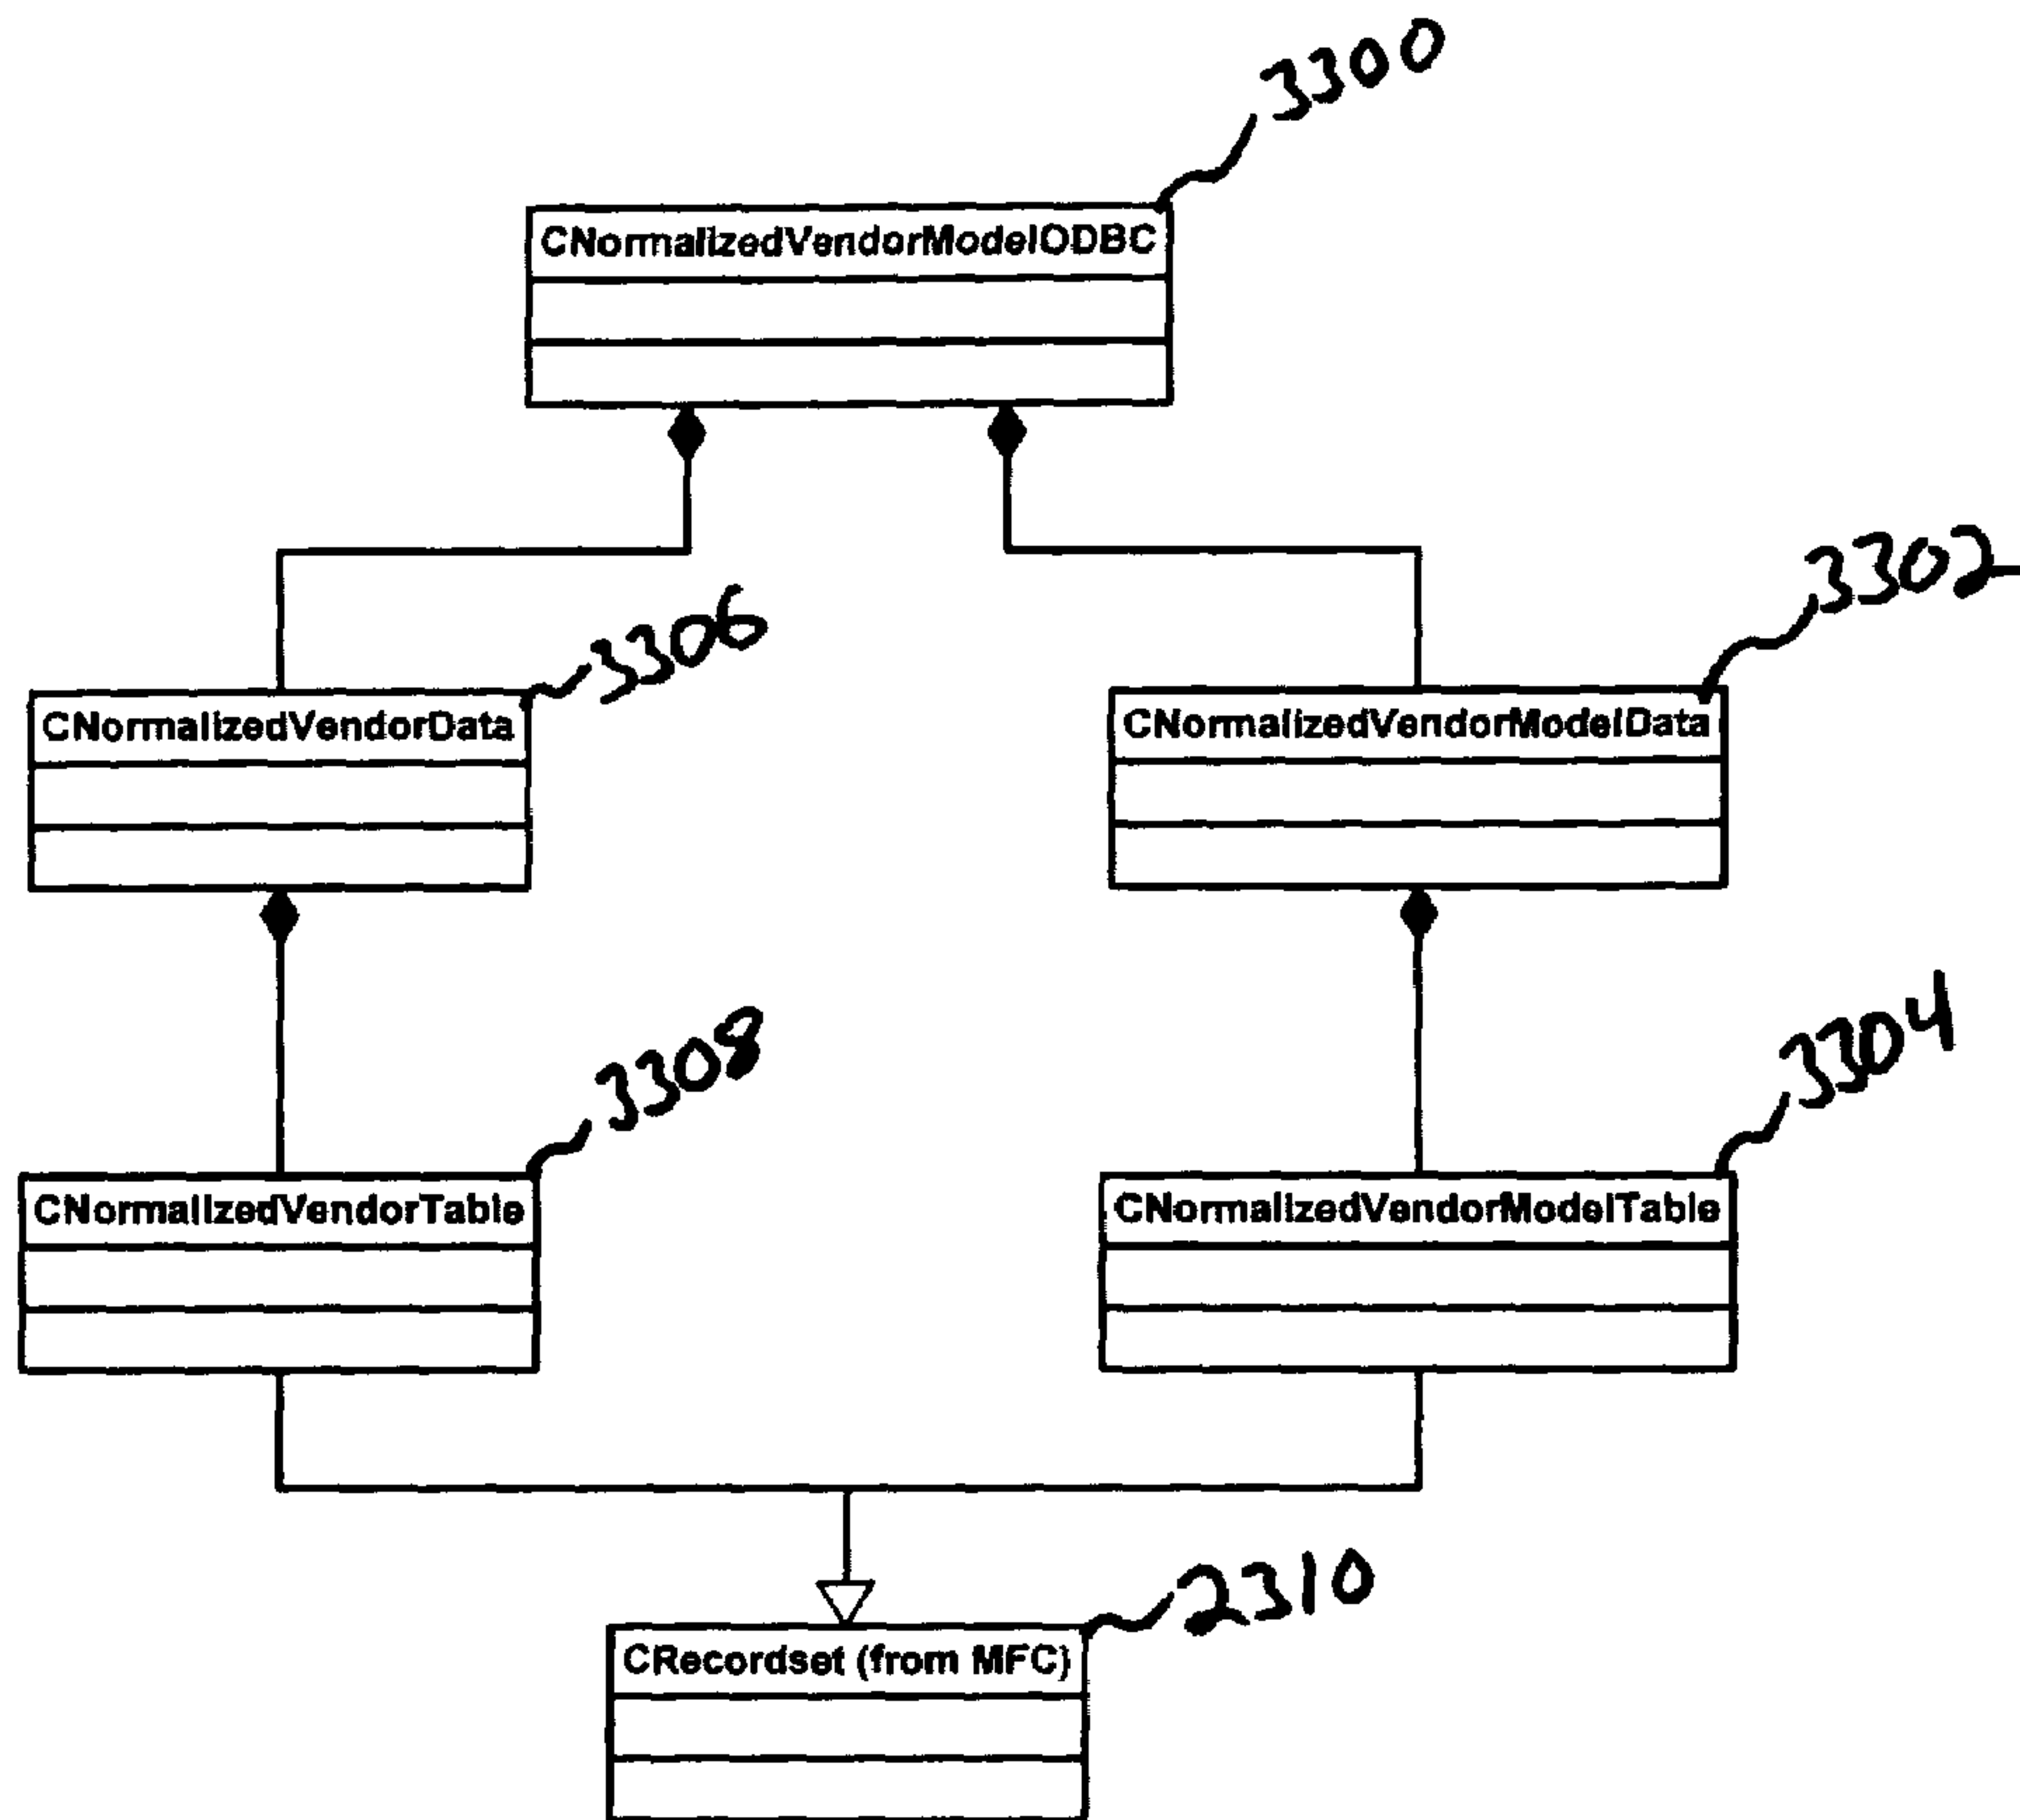 3300
CNormalizedVendorModelODBC
3302
3306
CNormalizedVendorData
CNormalizedVendorModelData
3308
3304
CNormalizedVendorTable
CNormalizedVendorModelTable
2310
CRecordset (from MFC)